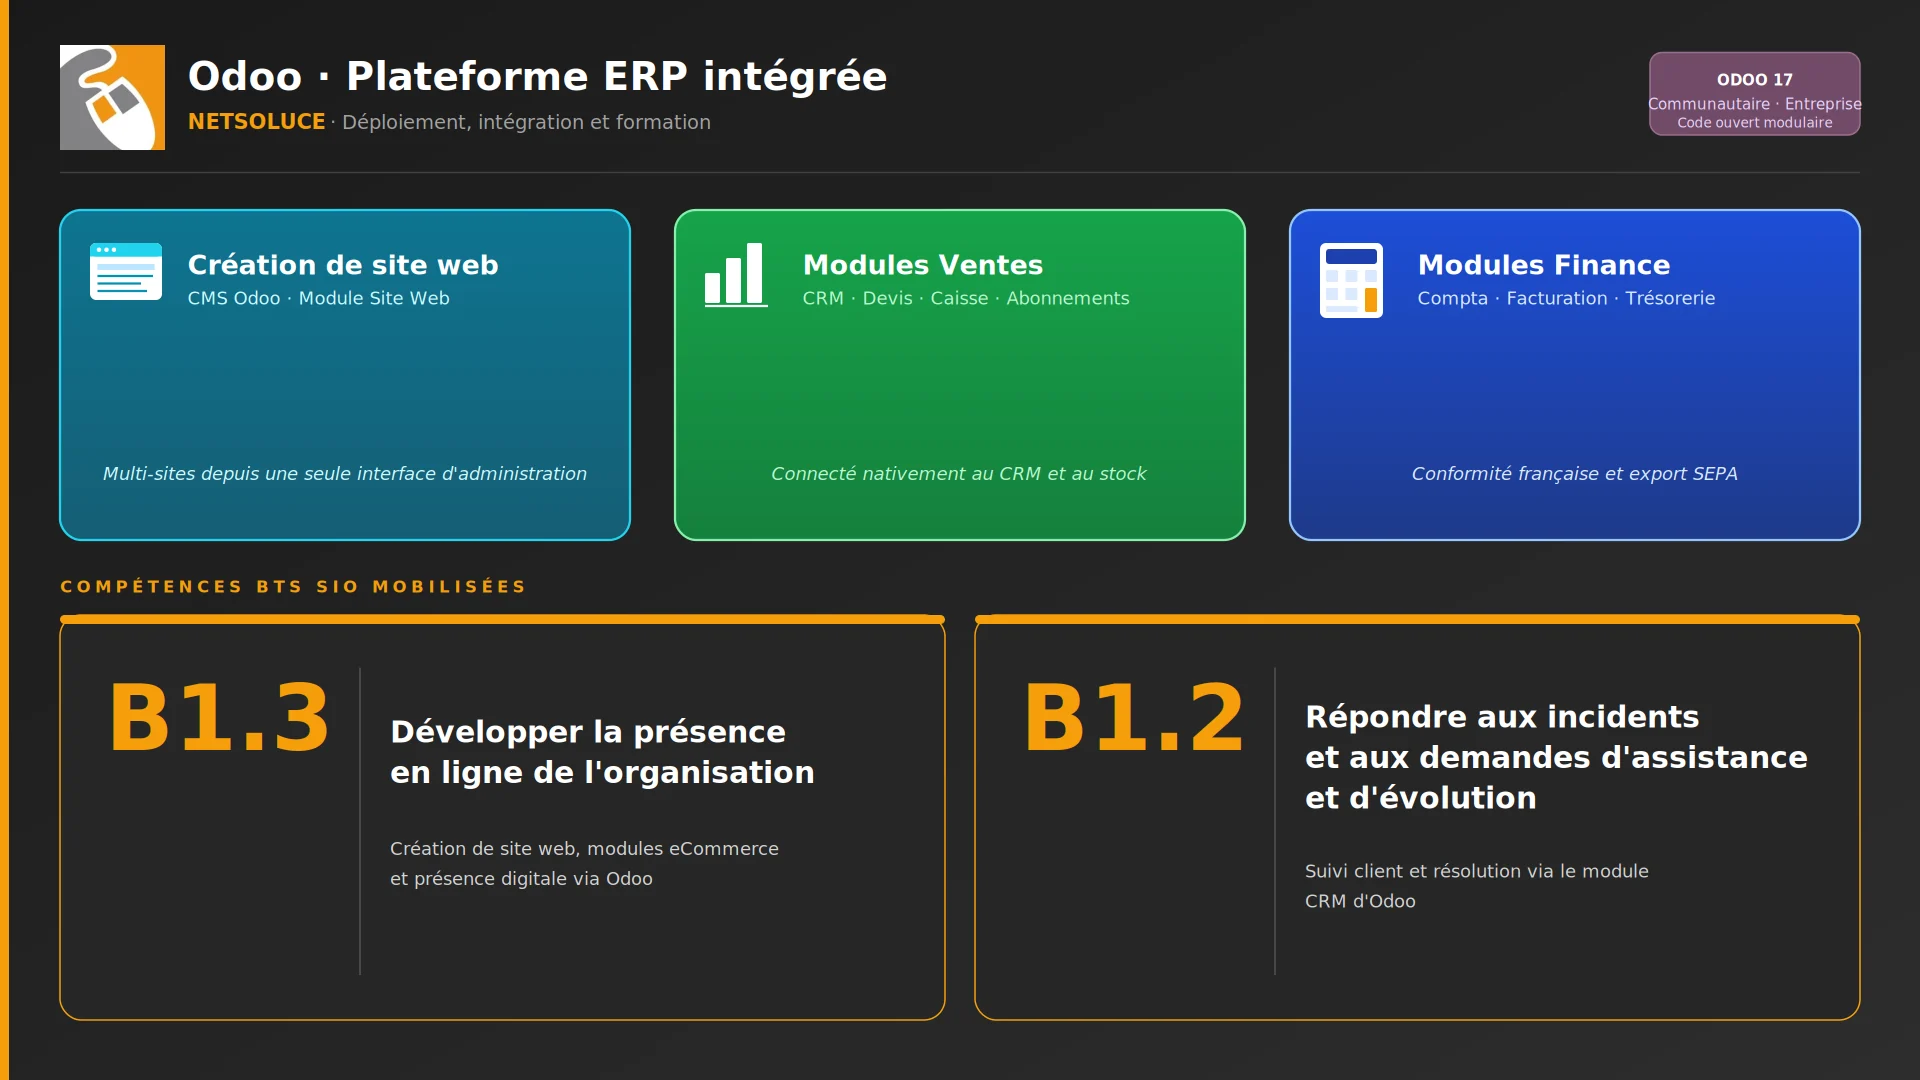 Odoo · Plateforme ERP intégrée
NETSOLUCE · Déploiement, intégration et formation
ODOO 17
Communautaire · Entreprise
Code ouvert modulaire
Création de site web
CMS Odoo · Module Site Web
Multi-sites depuis une seule interface d'administration
Modules Ventes
CRM · Devis · Caisse · Abonnements
Connecté nativement au CRM et au stock
Modules Finance
Compta · Facturation · Trésorerie
Conformité française et export SEPA
COMPÉTENCES BTS SIO MOBILISÉES
B1.3
Développer la présence
en ligne de l'organisation
Création de site web, modules eCommerce
et présence digitale via Odoo
B1.2
Répondre aux incidents
et aux demandes d'assistance
et d'évolution
Suivi client et résolution via le module
CRM d'Odoo